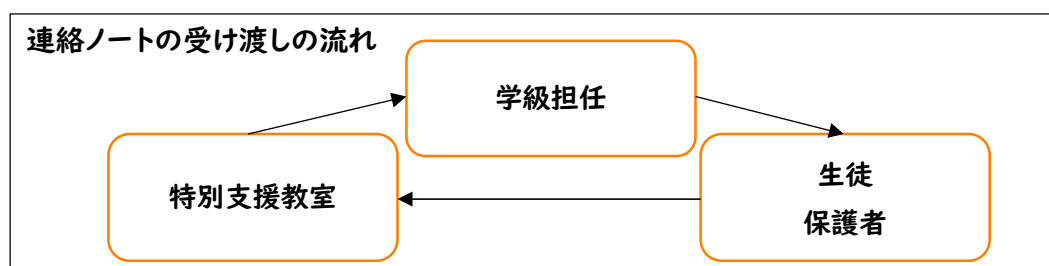 連絡ノートの受け渡しの流れ
学級担任
特別支援教室
生徒
保護者